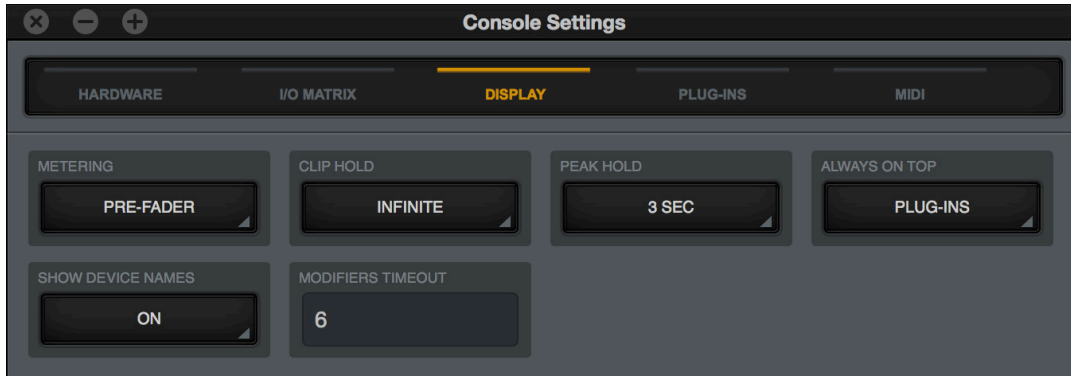 Console Settings
HARDWARE I/O MATRIX DISPLAY PLUG-INS MIDI
METERING CLIP HOLD PEAK HOLD ALWAYS ON TOP
PRE-FADER INFINITE 3 SEC PLUG-INS
SHOW DEVICE NAMES MODIFIERS TIMEOUT
ON 6